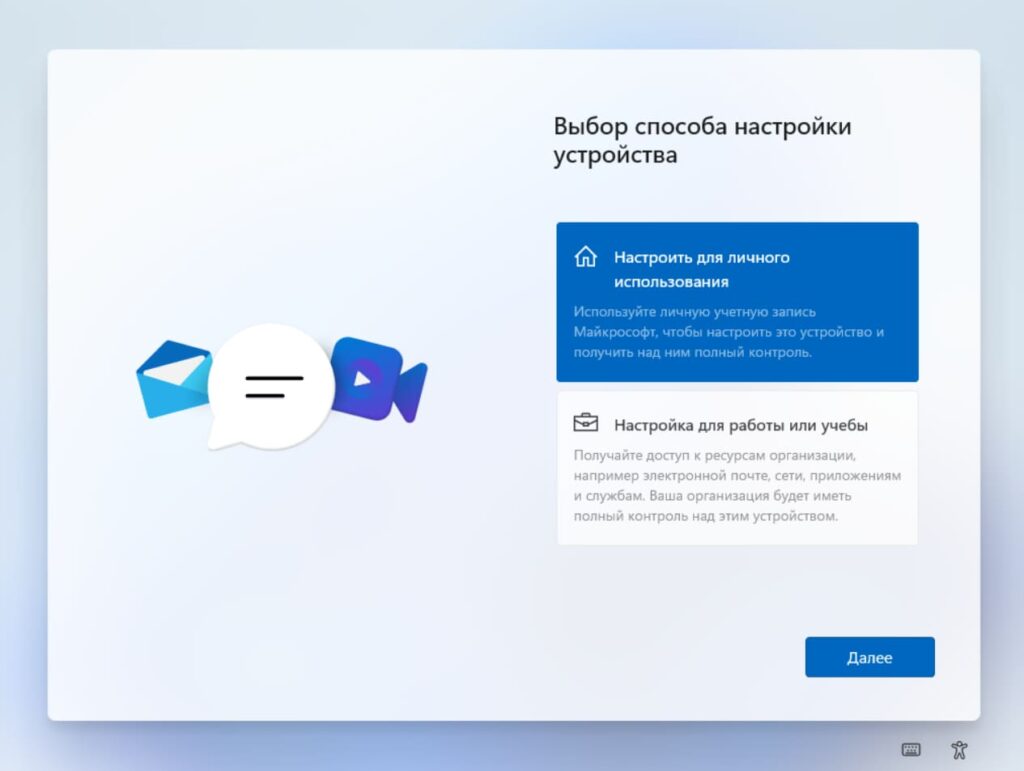 Выбор способа настройки
устройства
Настроить для личного
использования
Используйте личную учетную запись
Майкрософт, чтобы настроить это устройство и
получить над ним полный контроль.
Настройка для работы или учебы
Получайте доступ к ресурсам организации,
например электронной почте, сети, приложениям
и службам. Ваша организация будет иметь
полный контроль над этим устройством.
Далее